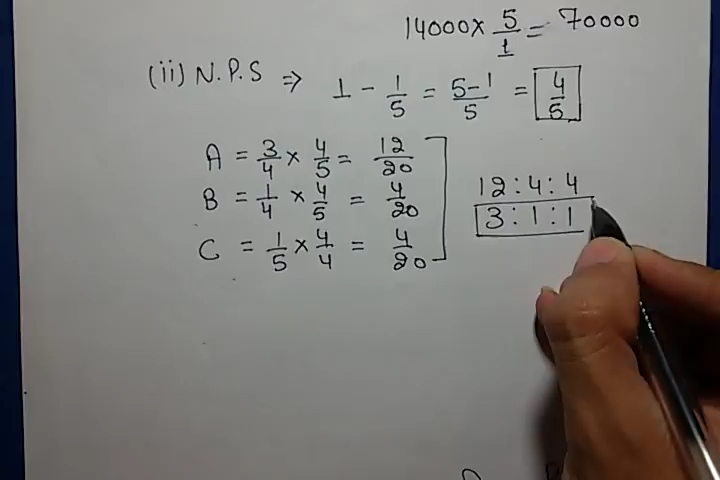 14000 × 5/1 = 70000
(ii) N.P.S ⇒ 1 - 1/5 = 5-1/5 = 4/5
A = 3/4 × 4/5 = 12/20
B = 1/4 × 4/5 = 4/20
C = 1/5 × 4/4 = 4/20
12:4:4
3:1:1